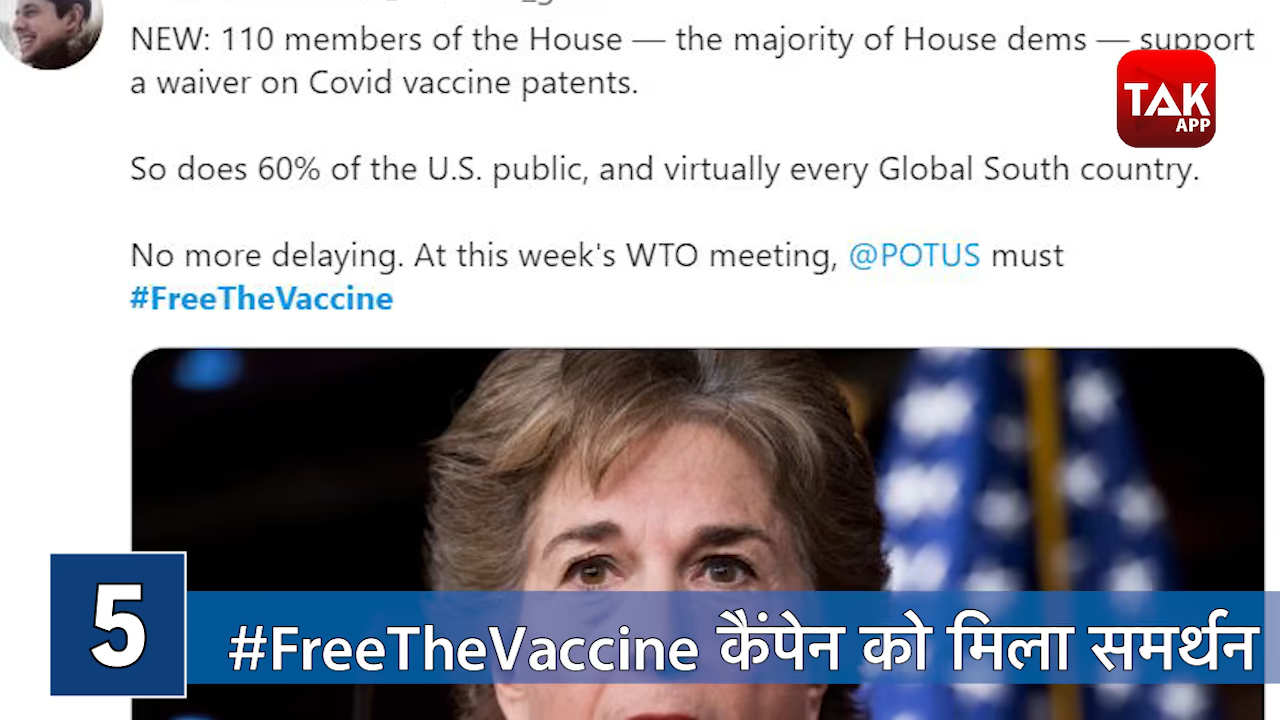 NEW: 110 members of the House — the majority of House dems — support
a waiver on Covid vaccine patents.
TAK
APP
So does 60% of the U.S. public, and virtually every Global South country.
No more delaying. At this week's WTO meeting, @POTUS must
#FreeTheVaccine
5
#FreeTheVaccine कैंपेन को मिला समर्थन